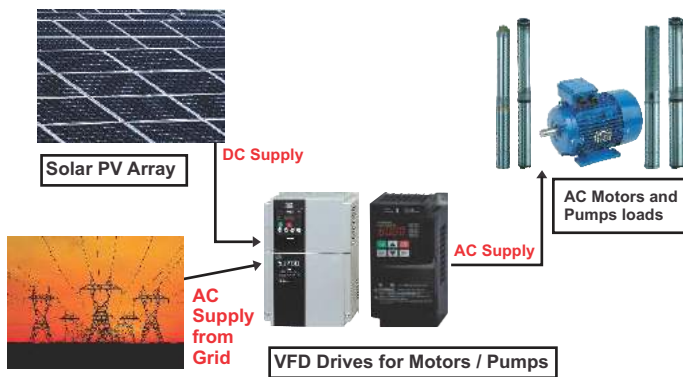 Solar PV Array
DC Supply
AC Motors and
Pumps loads
AC Supply
AC
Supply
from
Grid
VFD Drives for Motors / Pumps